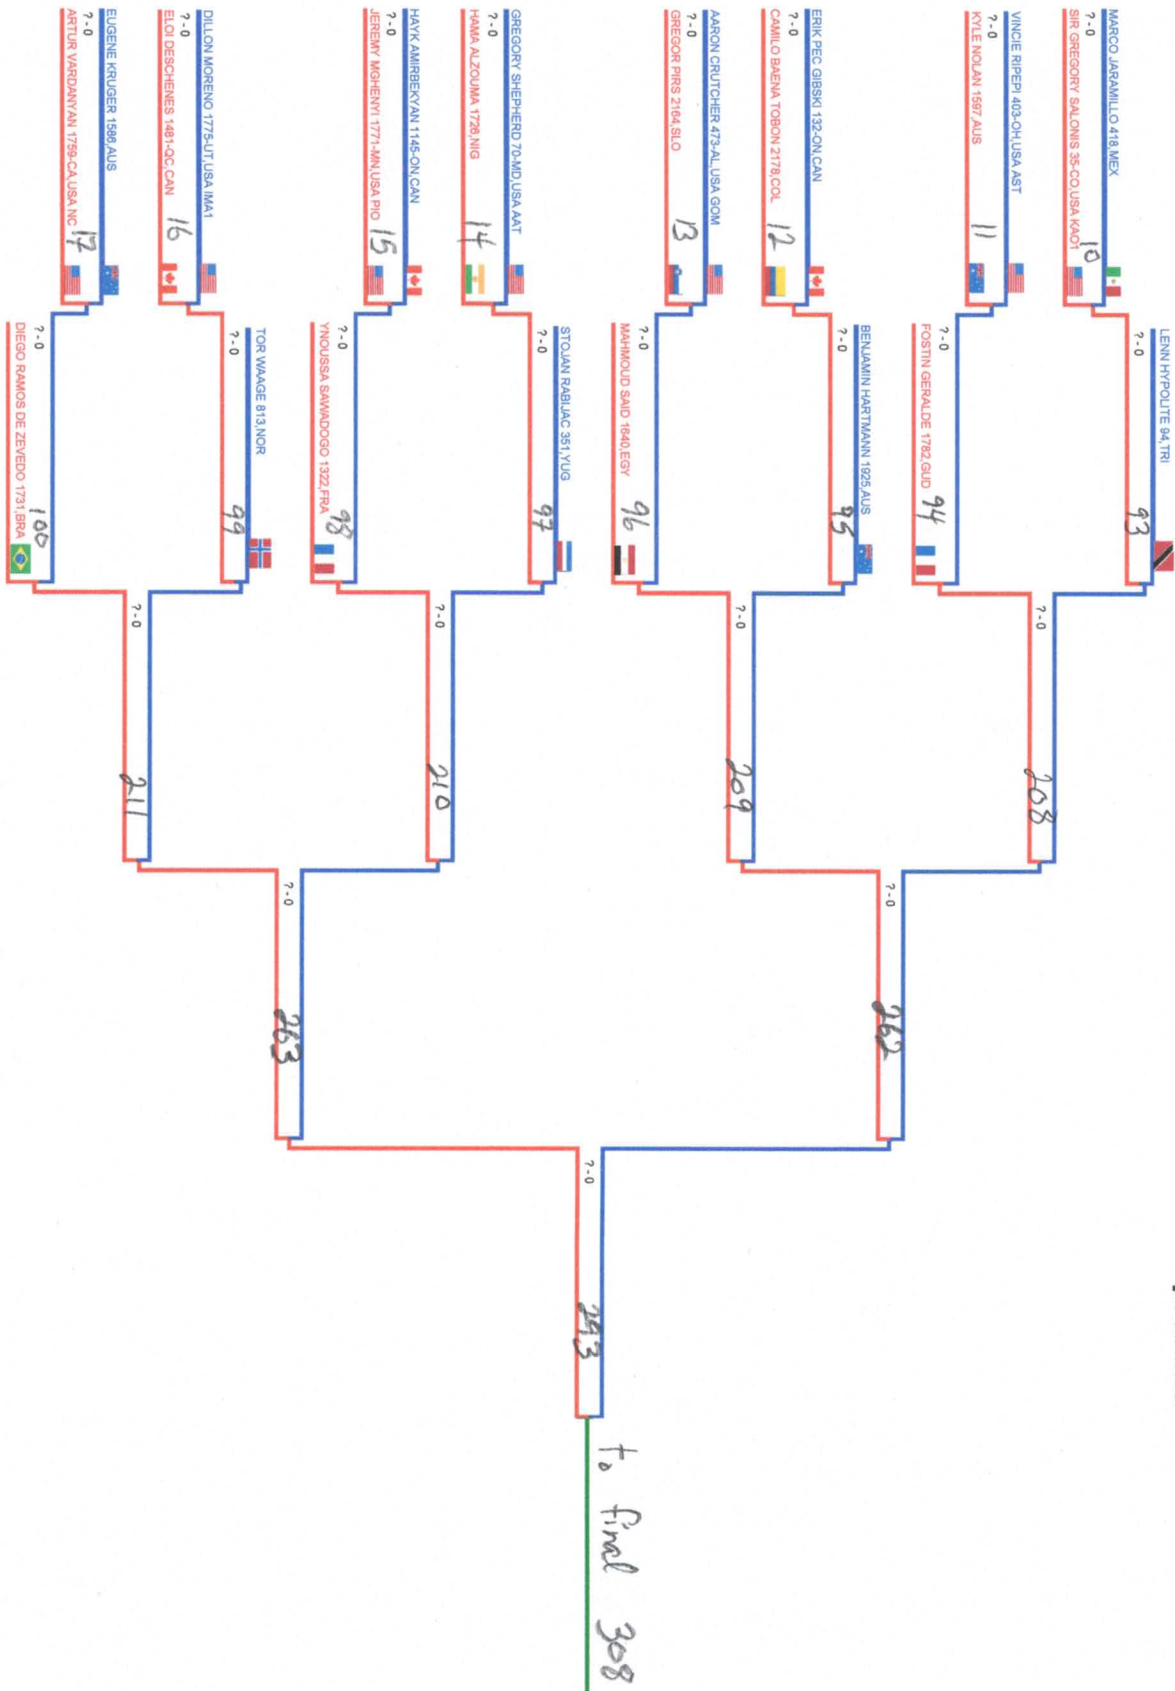 MARCO JARAMILLO 418,MEX
? - 0
10
SIR GREGORY SALONIS 35-CO,USA KAO1
LENN HYPOLITE 94,TRI
? - 0
93
VINCIE RIPEPI 403-OH,USA AST
? - 0
11
KYLE NOLAN 1597,AUS
? - 0
94
FOSTIN GERALDE 1782,GUD
? - 0
208
ERIK PEC GIBSKI 132-ON,CAN
? - 0
12
CAMILO BAENA TOBON 2178,COL
BENJAMIN HARTMANN 1925,AUS
? - 0
95
AARON CRUTCHER 473-AL,USA GOM
? - 0
13
GREGOR PIRS 2164,SLO
? - 0
96
MAHMOUD SAID 1640,EGY
? - 0
209
? - 0
262
GREGORY SHEPHERD 70-MD,USA AAT
? - 0
14
HAMA ALZOUMA 1726,NIG
STOJAN RABIJAC 351,YUG
? - 0
97
HAYK AMIRBEKYAN 1145-ON,CAN
? - 0
15
JEREMY MGHENYI 1771-MN,USA PIO
? - 0
98
YNOUSSA SAWADOGO 1322,FRA
? - 0
210
DILLON MORENO 1775-UT,USA IMA1
? - 0
16
ELOI DESCHENES 1481-QC,CAN
TOR WAAGE 813,NOR
? - 0
99
EUGENE KRUGER 1586,AUS
? - 0
17
ARTUR VARDANYAN 1759-CA,USA NC
? - 0
100
DIEGO RAMOS DE ZEVEDO 1731,BRA
? - 0
211
? - 0
263
? - 0
293
to final 308